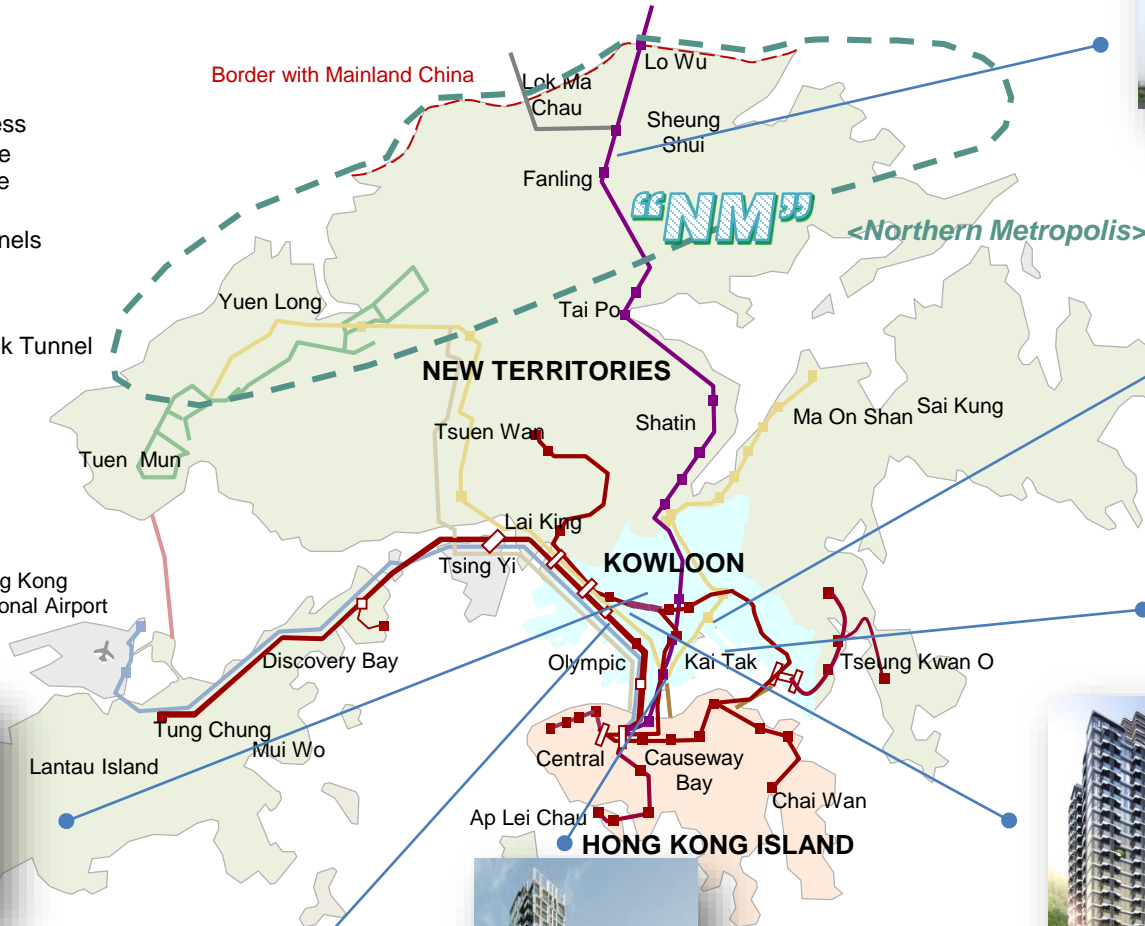 Border with Mainland China
Lo Wu
Lok Ma
Chau
ess
Sheung
Shui
e
Fanling
e
“NM”
<Northern Metropolis>
nels
Yuen Long
Tai Po
k Tunnel
NEW TERRITORIES
Ma On Shan
Sai Kung
Shatin
Tsuen Wan
Tuen Mun
Lai King
KOWLOON
Tsing Yi
g Kong
onal Airport
Discovery Bay
Olympic
Kai Tak
Tseung Kwan O
Tung Chung
Mui Wo
Lantau Island
Central
Causeway
Bay
Chai Wan
Ap Lei Chau
HONG KONG ISLAND